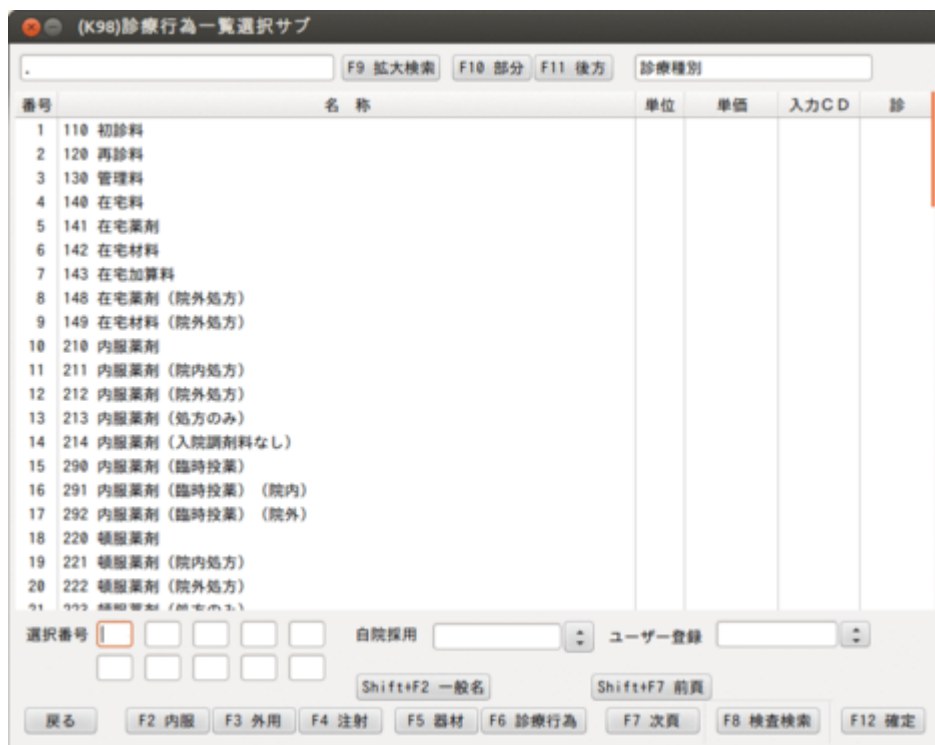 (K98)診療行為一覧選択サブ
. F9 拡大検索 F10 部分 F11 後方 診療種別
番号 名 称 単位 単価 入力CD 診
1 110 初診料
2 120 再診料
3 130 管理料
4 140 在宅料
5 141 在宅薬剤
6 142 在宅材料
7 143 在宅加算料
8 148 在宅薬剤（院外処方）
9 149 在宅材料（院外処方）
10 210 内服薬剤
11 211 内服薬剤（院内処方）
12 212 内服薬剤（院外処方）
13 213 内服薬剤（処方のみ）
14 214 内服薬剤（入院調剤料なし）
15 290 内服薬剤（臨時投薬）
16 291 内服薬剤（臨時投薬）（院内）
17 292 内服薬剤（臨時投薬）（院外）
18 220 頓服薬剤
19 221 頓服薬剤（院内処方）
20 222 頓服薬剤（院外処方）
21 223 頓服薬剤（処方のみ）
選択番号 自院採用 ユーザー登録
Shift+F2 一般名 Shift+F7 前頁
戻る F2 内服 F3 外用 F4 注射 F5 器材 F6 診療行為 F7 次頁 F8 検査検索 F12 確定